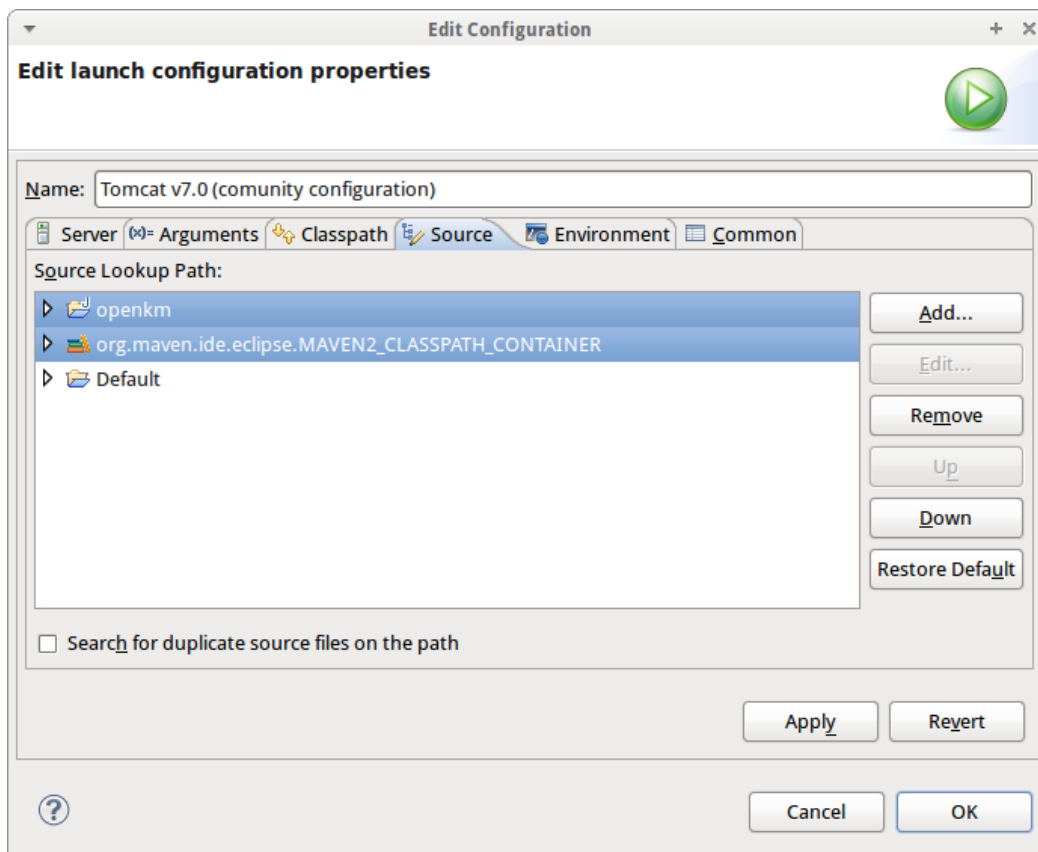 Edit Configuration
Edit launch configuration properties
Name: Tomcat v7.0 (comunity configuration)
Server (x)= Arguments Classpath Source Environment Common
Source Lookup Path:
openkm
Add...
org.maven.ide.eclipse.MAVEN2_CLASSPATH_CONTAINER
Edit...
Default
Remove
Up
Down
Restore Default
Search for duplicate source files on the path
Apply Revert
? Cancel OK